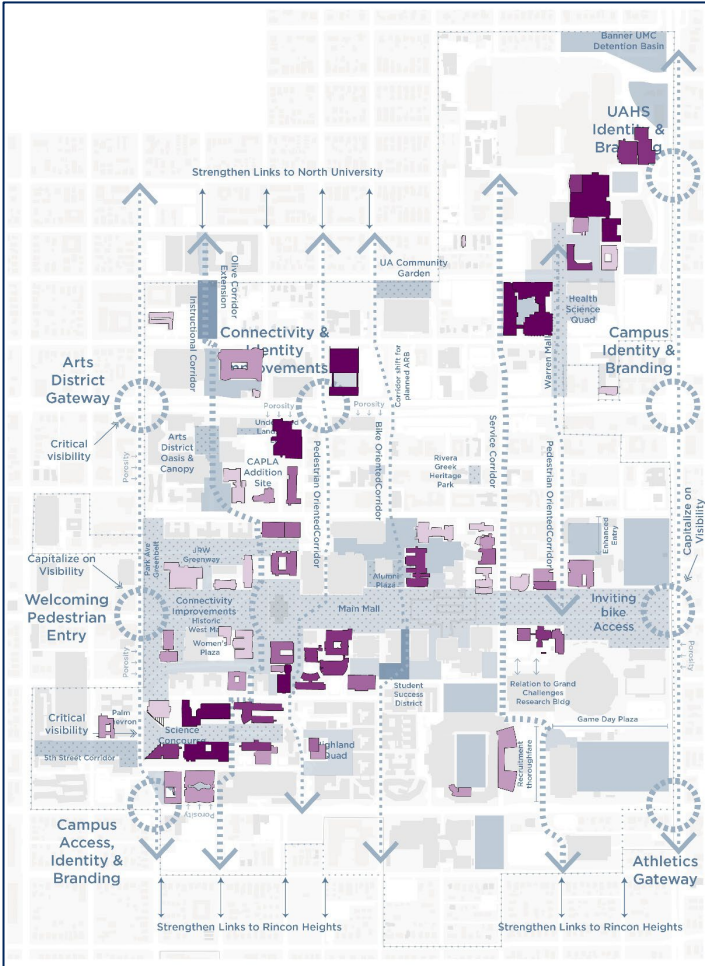 Banner UMC
Detention Basin
UAHS
Identity &
Branding
Strengthen Links to North University
Olive Corridor
Extension
UA Community
Garden
Instructional Corridor
Connectivity &
Identity
Improvements
Health
Science
Quad
Warren Mall
Campus
Identity &
Branding
Corridor shift for
planned ARB
Arts
District
Gateway
Critical
visibility
Porosity
Porosity
Porosity
Arts
District
Oasis &
Canopy
CAPLA
Addition
Site
Pedestrian Oriented Corridor
Bike Oriented Corridor
Rivera
Greek
Heritage
Park
Service Corridor
Pedestrian Oriented Corridor
Enhanced
Entry
Capitalize on
Visibility
Park Ave
Greenbelt
JRW
Greenway
Alumni
Plaza
Capitalize on
Visibility
Welcoming
Pedestrian
Entry
Connectivity
Improvements
Historic
West Mall
Women's
Plaza
Main Mall
Inviting
bike
Access
Porosity
Porosity
Student
Success
District
Relation to Grand
Challenges
Research Bldg
Critical
visibility
Palm
Science
Concourse
Highland
Quad
Game Day Plaza
5th Street Corridor
Recruitment
thoroughfare
Porosity
Campus
Access,
Identity &
Branding
Athletics
Gateway
Strengthen Links to Rincon Heights
Strengthen Links to Rincon Heights